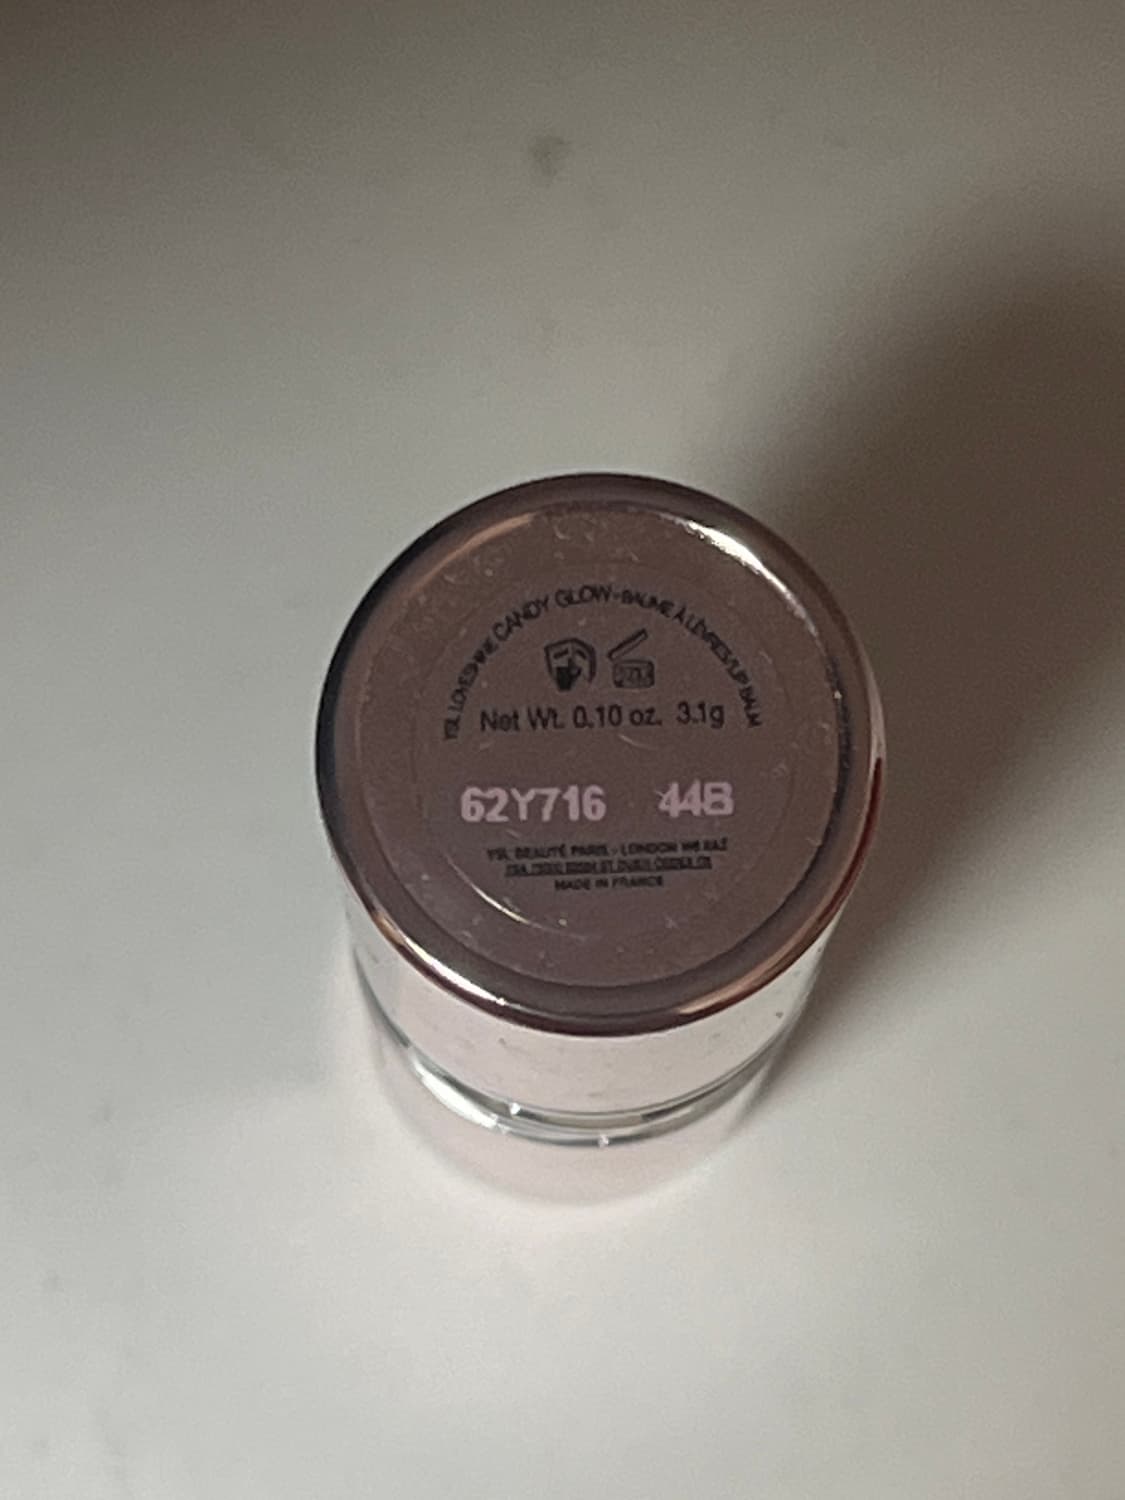 YSL LOVESHINE CANDY GLOW - BAUME À LÈVRES/LIP BALM
Net Wt. 0.10 oz. 3.1g
62Y716 44B
YSL BEAUTÉ PARIS - LONDON W6
MADE IN FRANCE